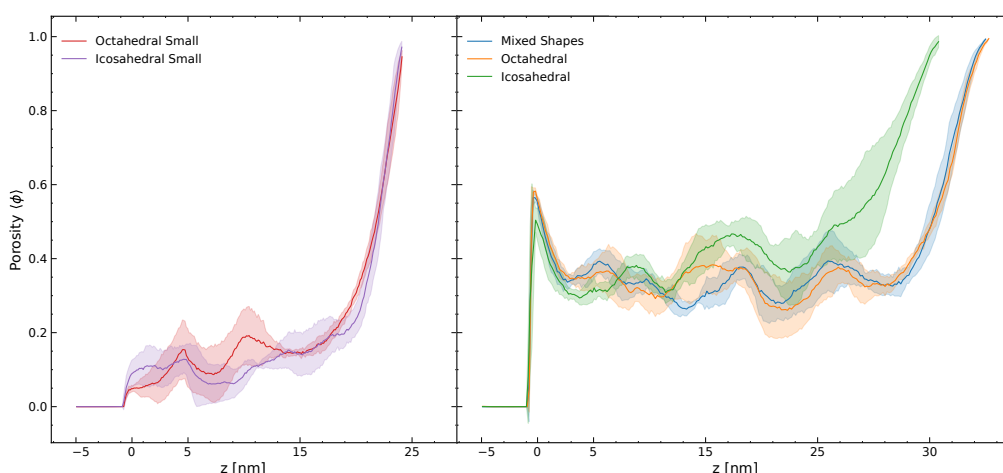 Octahedral Small
Icosahedral Small
Mixed Shapes
Octahedral
Icosahedral
Porosity ⟨ϕ⟩
1.0
0.8
0.6
0.4
0.2
0.0
−5 0 5 15 25
−5 0 5 15 25 30
z [nm]
z [nm]